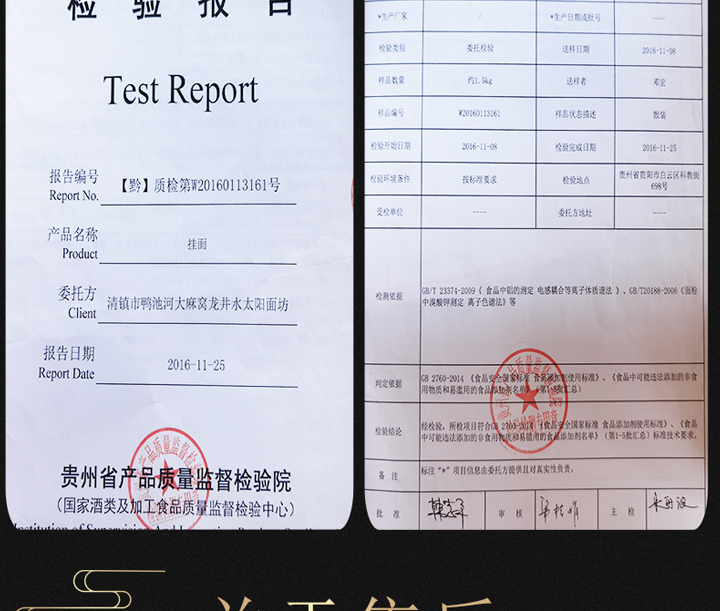 检 验 报 告
Test Report
报告编号
Report No.
【黔】质检第W20160113161号
产品名称
Product
挂面
委托方
Client
清镇市鸭池河大麻窝龙井水太阳面坊
报告日期
Report Date
2016-11-25
贵州省产品质量监督检验院
（国家酒类及加工食品质量监督检验中心）
*生产厂家 / *生产日期或批号 ----
检验类别 委托检验 送样日期 2016-11-08
样品数量 约1.5kg 送样者 邓宏
样品编号 W20160113161 样品状态描述 散装
检验开始日期 2016-11-08 检验完成日期 2016-11-25
检验环境条件 按标准要求 检验地点 贵州省贵阳市白云区科教街
698号
受检单位 ---- 委托方地址 ----
检测依据
GB/T 23374-2009《 食品中铝的测定 电感耦合等离子体质谱法 》、GB/T20188-2006《面粉
中溴酸钾测定 离子色谱法》等
判定依据
GB 2760-2014 《食品安全国家标准 食品添加剂使用标准》、《食品中可能违法添加的非食
用物质和易滥用的食品添加剂名单》（第1-5批汇总）
检验结论
经检验，所检项目符合GB 2760-2014《食品安全国家标准 食品添加剂使用标准》、《食品
中可能违法添加的非食用物质和易滥用的食品添加剂名单》（第1-5批汇总）标准技术要求。
备 注 标注“*”项目信息由委托方提供且对真实性负责。
批 准 审 核 主 检